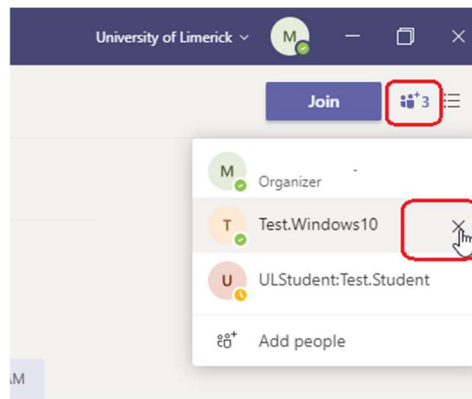 University of Limerick
M
Join
3
M
Organizer
T
Test.Windows10
U
ULStudent:Test.Student
Add people
AM